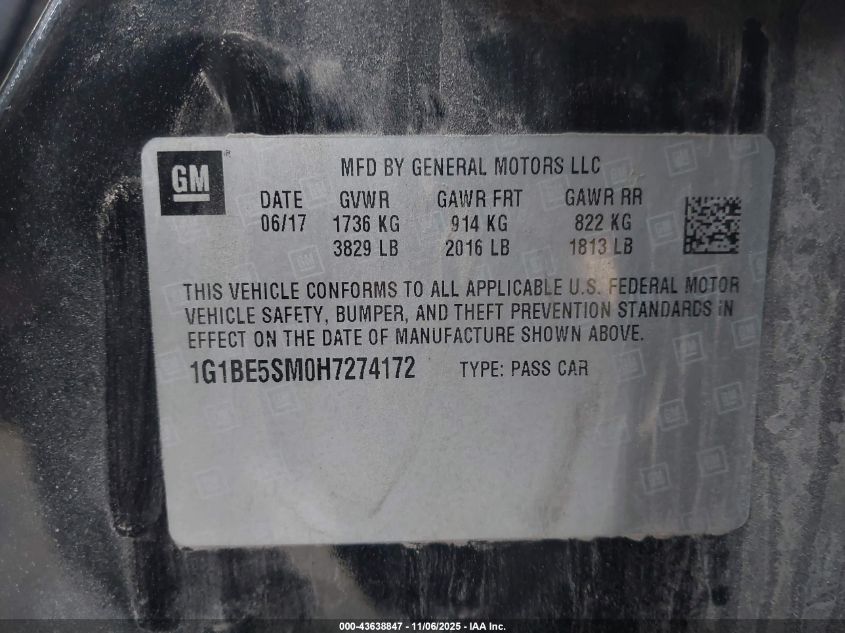 GM
MFD BY GENERAL MOTORS LLC
DATE GVWR GAWR FRT GAWR RR
06/17 1736 KG 914 KG 822 KG
3829 LB 2016 LB 1813 LB
THIS VEHICLE CONFORMS TO ALL APPLICABLE U.S. FEDERAL MOTOR
VEHICLE SAFETY, BUMPER, AND THEFT PREVENTION STANDARDS IN
EFFECT ON THE DATE OF MANUFACTURE SHOWN ABOVE.
1G1BE5SM0H7274172 TYPE: PASS CAR
000-43638847 - 11/06/2025 - IAA Inc.